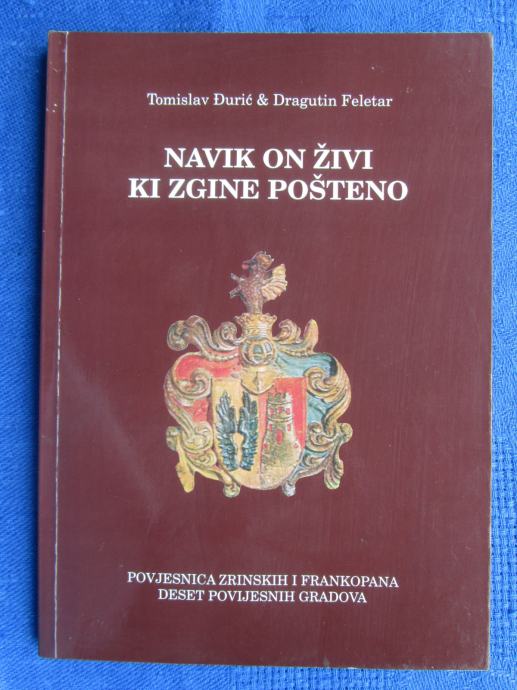 Tomislav Đurić & Dragutin Feletar
NAVIK ON ŽIVI
KI ZGINE POŠTENO
POVJESNICA ZRINSKIH I FRANKOPANA
DESET POVIJESNIH GRADOVA